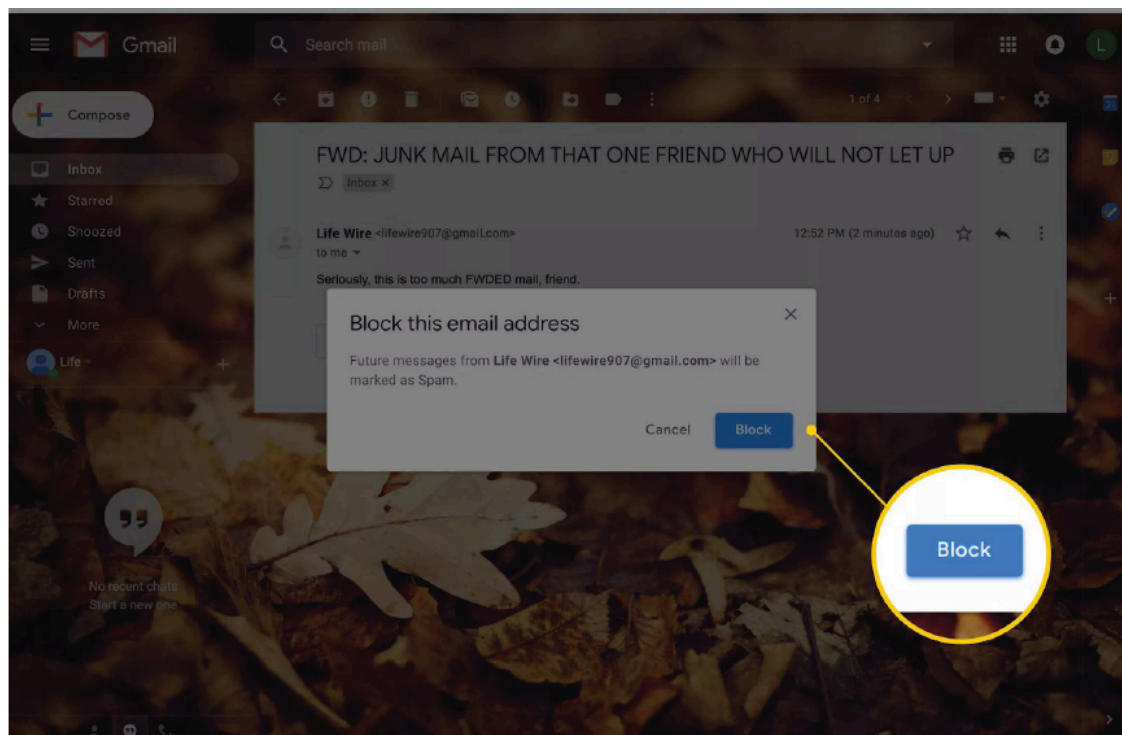 Gmail
Search mail
L
Compose
1 of 4
31
Inbox
Starred
Snoozed
Sent
Drafts
More
Life
FWD: JUNK MAIL FROM THAT ONE FRIEND WHO WILL NOT LET UP
Inbox ×
Life Wire <lifewire907@gmail.com>
12:52 PM (2 minutes ago)
to me
Seriously, this is too much FWDED mail, friend.
Block this email address
Future messages from Life Wire <lifewire907@gmail.com> will be
marked as Spam.
Cancel
Block
Block
No recent chats
Start a new one